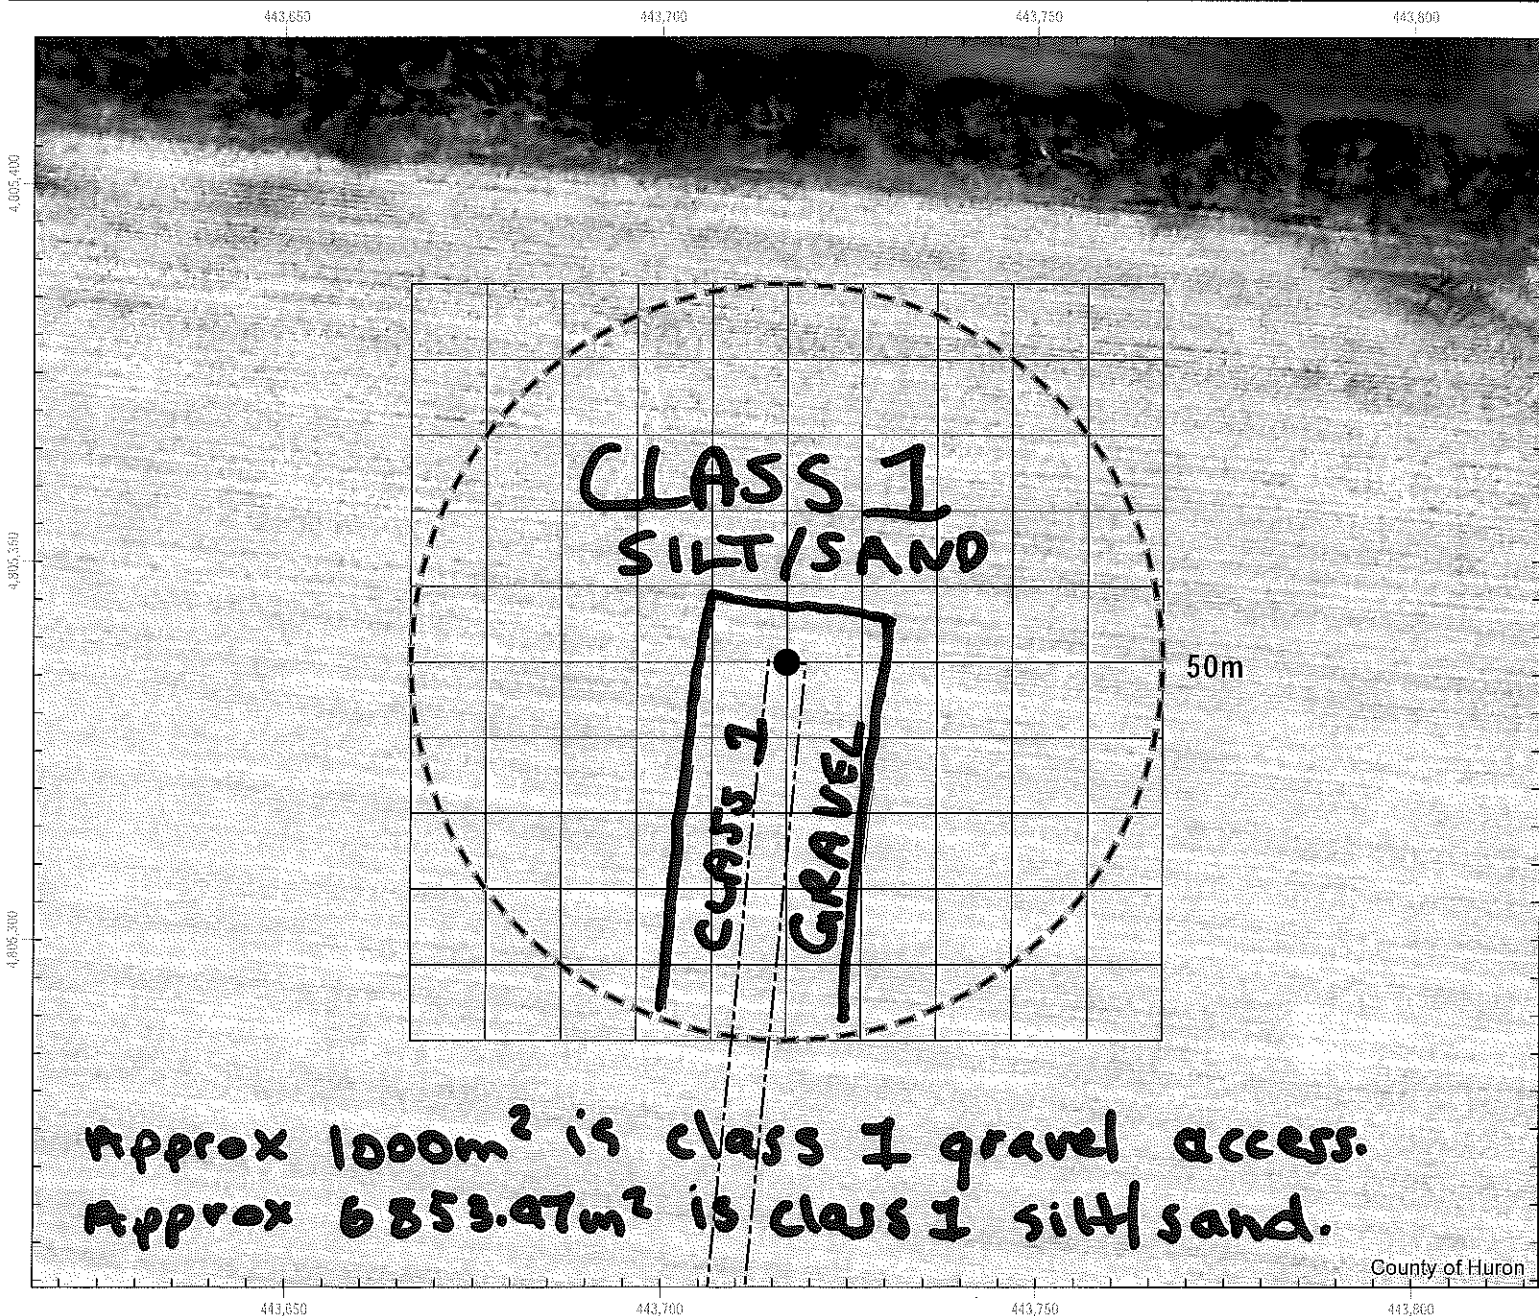 443,650 443,700 443,750 443,800
4,805,400
4,805,350
4,805,300
CLASS 1
SILT/SAND
50m
CLASS 1
GRAVEL
Approx 1000m² is class 1 gravel access.
Approx 6853.97m² is class 1 silt/sand.
County of Huron
443,650 443,700 443,750 443,800